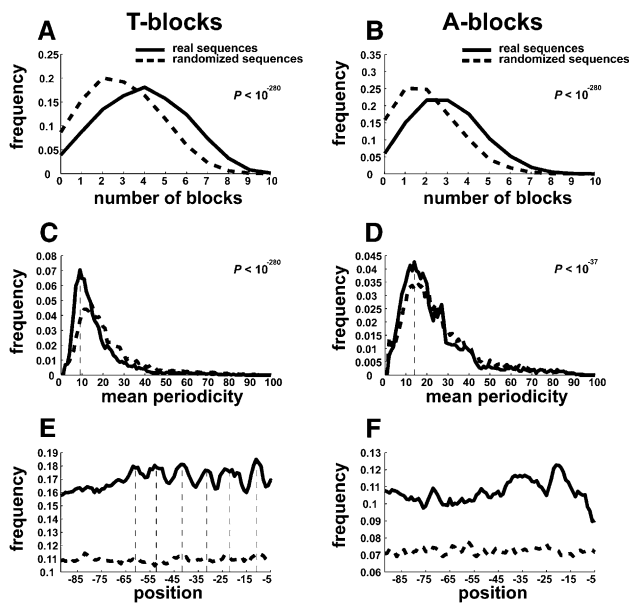 T-blocks
A-blocks
A
real sequences
randomized sequences
P < 10^-280
0.25
0.2
0.15
0.1
0.05
0
0 1 2 3 4 5 6 7 8 9 10
frequency
number of blocks
B
real sequences
randomized sequences
P < 10^-280
0.35
0.3
0.25
0.2
0.15
0.1
0.05
0
0 1 2 3 4 5 6 7 8 9 10
frequency
number of blocks
C
P < 10^-280
0.08
0.07
0.06
0.05
0.04
0.03
0.02
0.01
0
0 10 20 30 40 50 60 70 80 90 100
frequency
mean periodicity
D
P < 10^-37
0.045
0.04
0.035
0.03
0.025
0.02
0.015
0.01
0.005
0
0 10 20 30 40 50 60 70 80 90 100
frequency
mean periodicity
E
0.19
0.18
0.17
0.16
0.15
0.14
0.13
0.12
0.11
0.1
-85 -75 -65 -55 -45 -35 -25 -15 -5
frequency
position
F
0.13
0.12
0.11
0.1
0.09
0.08
0.07
0.06
-85 -75 -65 -55 -45 -35 -25 -15 -5
frequency
position